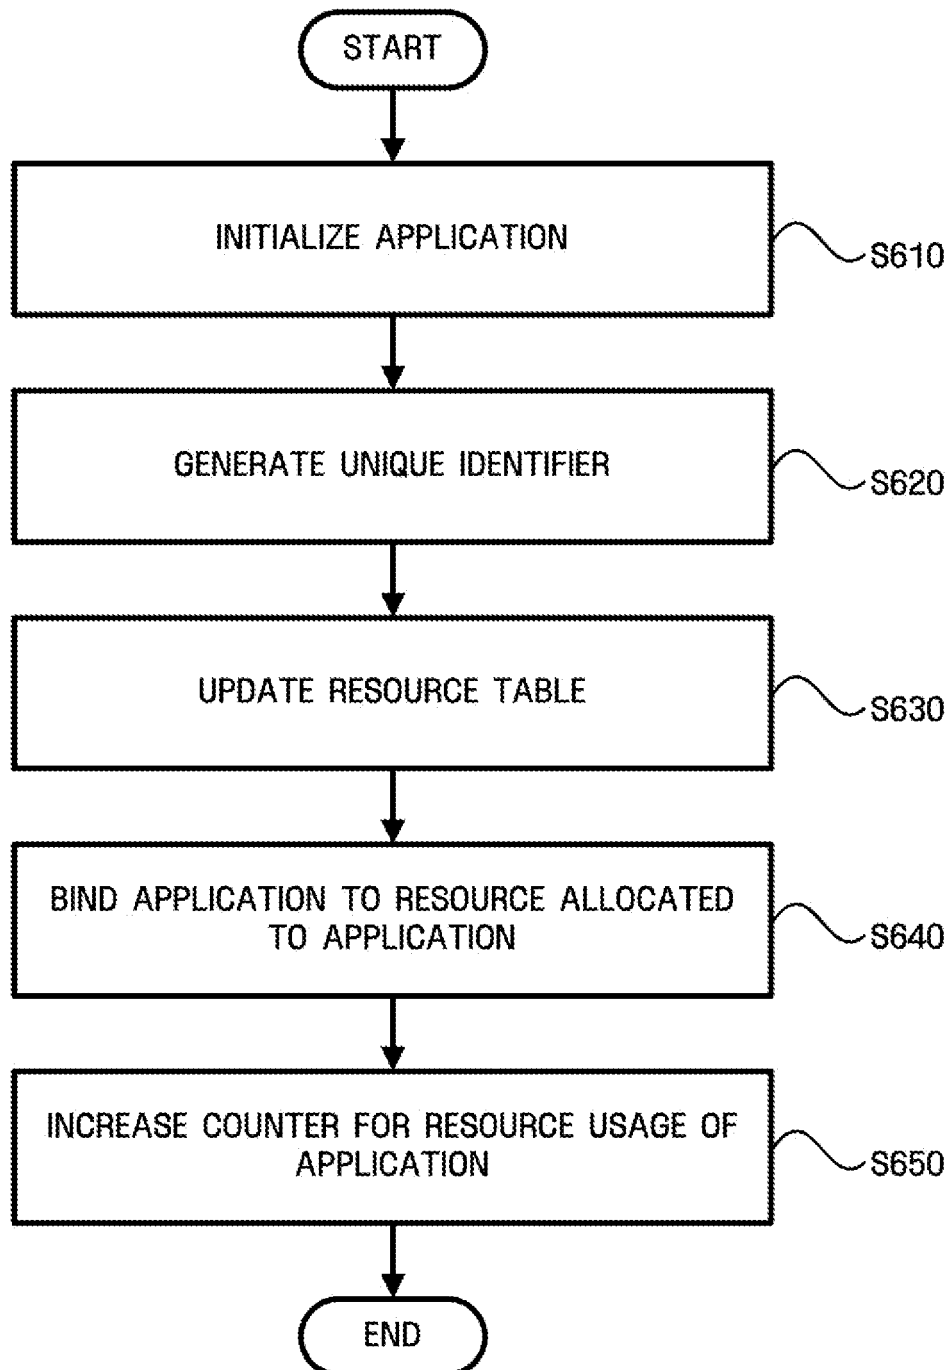 START
INITIALIZE APPLICATION
S610
GENERATE UNIQUE IDENTIFIER
S620
UPDATE RESOURCE TABLE
S630
BIND APPLICATION TO RESOURCE ALLOCATED
TO APPLICATION
S640
INCREASE COUNTER FOR RESOURCE USAGE OF
APPLICATION
S650
END